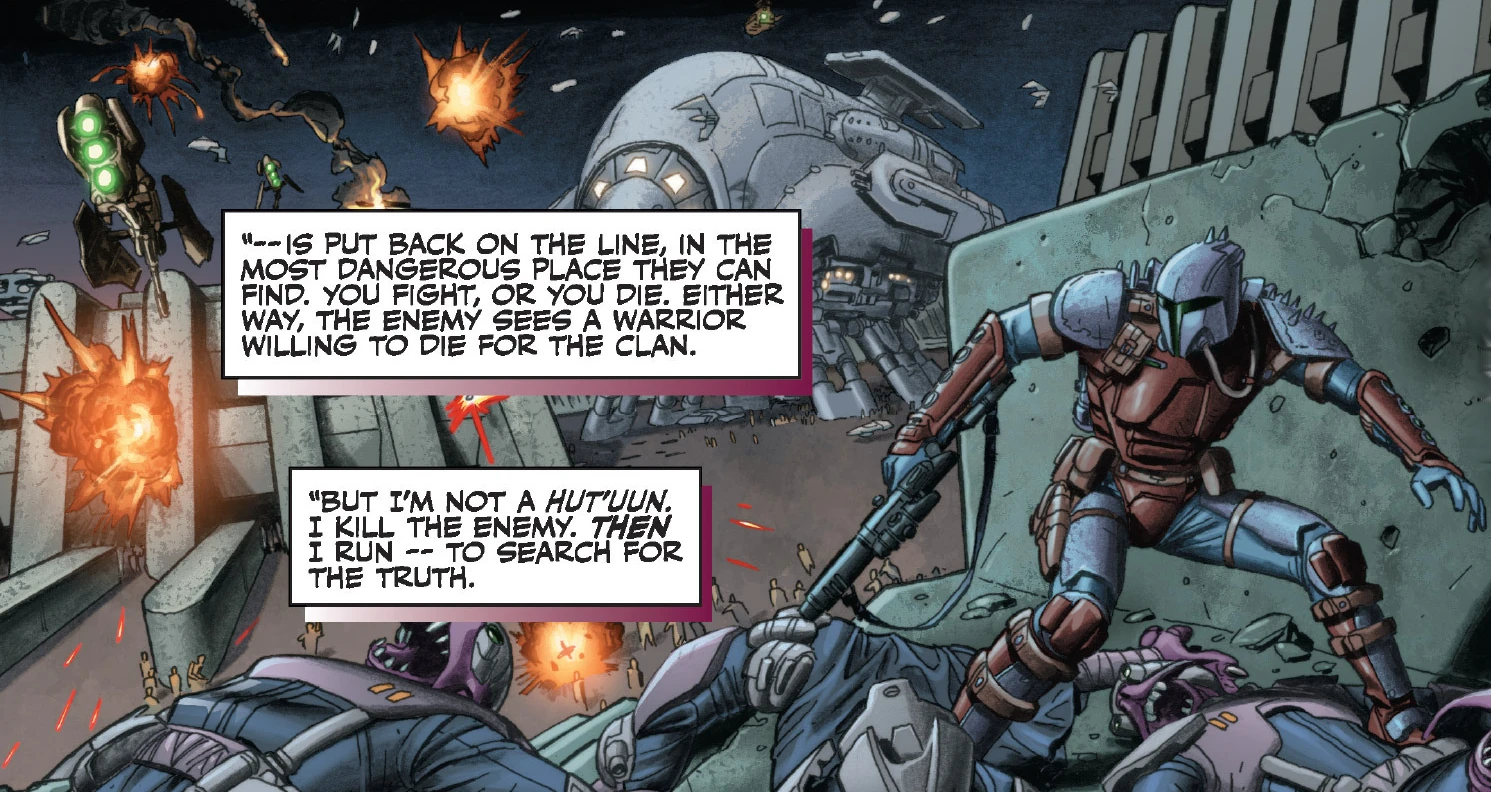 "--IS PUT BACK ON THE LINE, IN THE
MOST DANGEROUS PLACE THEY CAN
FIND. YOU FIGHT, OR YOU DIE. EITHER
WAY, THE ENEMY SEES A WARRIOR
WILLING TO DIE FOR THE CLAN.
"BUT I'M NOT A HUT'UUN.
I KILL THE ENEMY. THEN
I RUN -- TO SEARCH FOR
THE TRUTH.